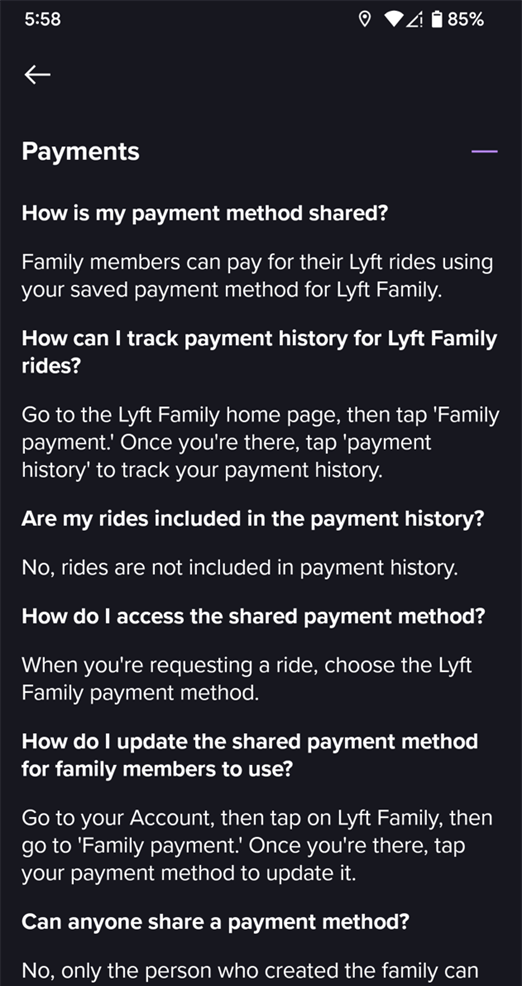 5:58 85%
Payments
How is my payment method shared?
Family members can pay for their Lyft rides using
your saved payment method for Lyft Family.
How can I track payment history for Lyft Family
rides?
Go to the Lyft Family home page, then tap 'Family
payment.' Once you're there, tap 'payment
history' to track your payment history.
Are my rides included in the payment history?
No, rides are not included in payment history.
How do I access the shared payment method?
When you're requesting a ride, choose the Lyft
Family payment method.
How do I update the shared payment method
for family members to use?
Go to your Account, then tap on Lyft Family, then
go to 'Family payment.' Once you're there, tap
your payment method to update it.
Can anyone share a payment method?
No, only the person who created the family can